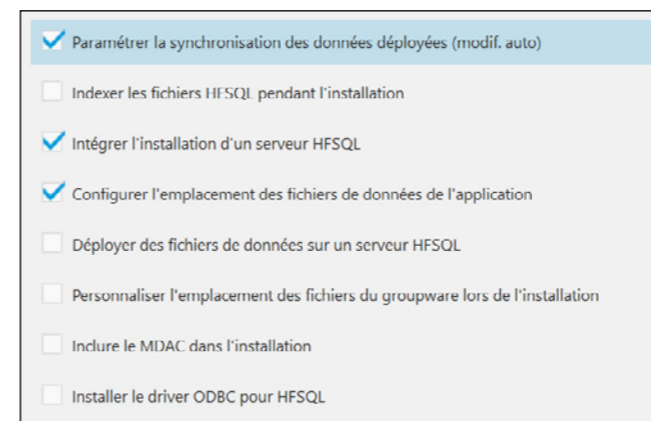 Paramétrer la synchronisation des données déployées (modif. auto)
Indexer les fichiers HFSQL pendant l'installation
Intégrer l'installation d'un serveur HFSQL
Configurer l'emplacement des fichiers de données de l'application
Déployer des fichiers de données sur un serveur HFSQL
Personnaliser l'emplacement des fichiers du groupware lors de l'installation
Inclure le MDAC dans l'installation
Installer le driver ODBC pour HFSQL